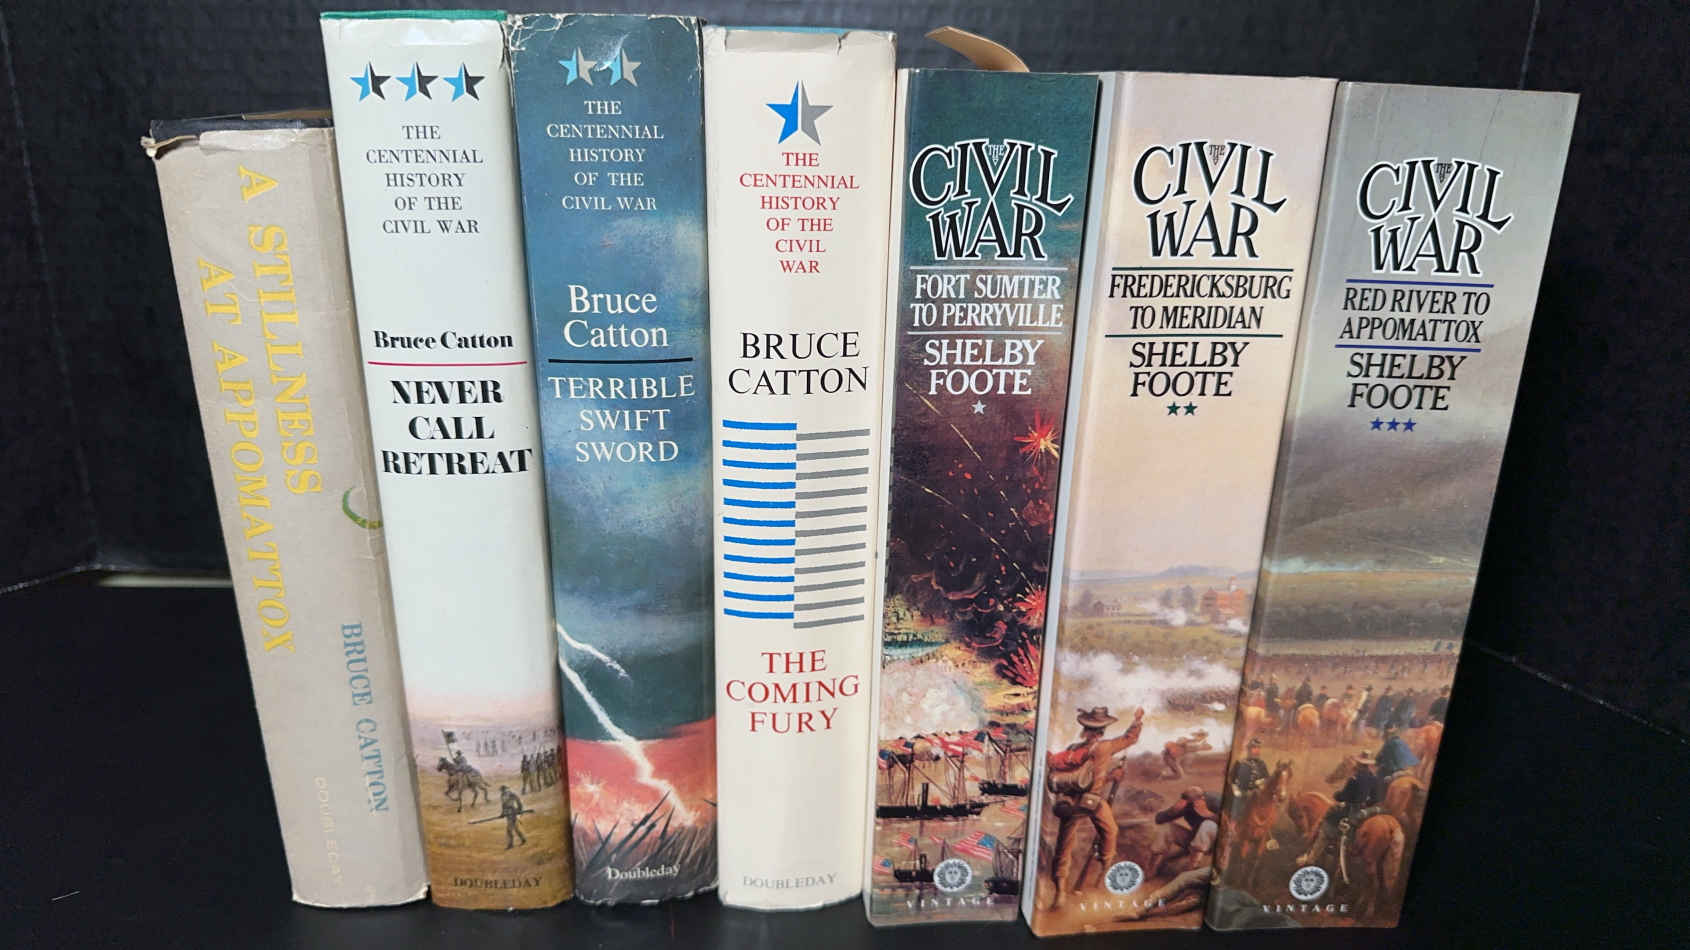 A STILLNESS
AT APPOMATTOX
BRUCE CATTON
DOUBLEDAY
THE
CENTENNIAL
HISTORY
OF THE
CIVIL WAR
Bruce Catton
NEVER
CALL
RETREAT
DOUBLEDAY
THE
CENTENNIAL
HISTORY
OF THE
CIVIL WAR
Bruce
Catton
TERRIBLE
SWIFT
SWORD
Doubleday
THE
CENTENNIAL
HISTORY
OF THE
CIVIL
WAR
BRUCE
CATTON
THE
COMING
FURY
DOUBLEDAY
THE
CIVIL
WAR
FORT SUMTER
TO PERRYVILLE
SHELBY
FOOTE
VINTAGE
THE
CIVIL
WAR
FREDERICKSBURG
TO MERIDIAN
SHELBY
FOOTE
VINTAGE
THE
CIVIL
WAR
RED RIVER TO
APPOMATTOX
SHELBY
FOOTE
VINTAGE